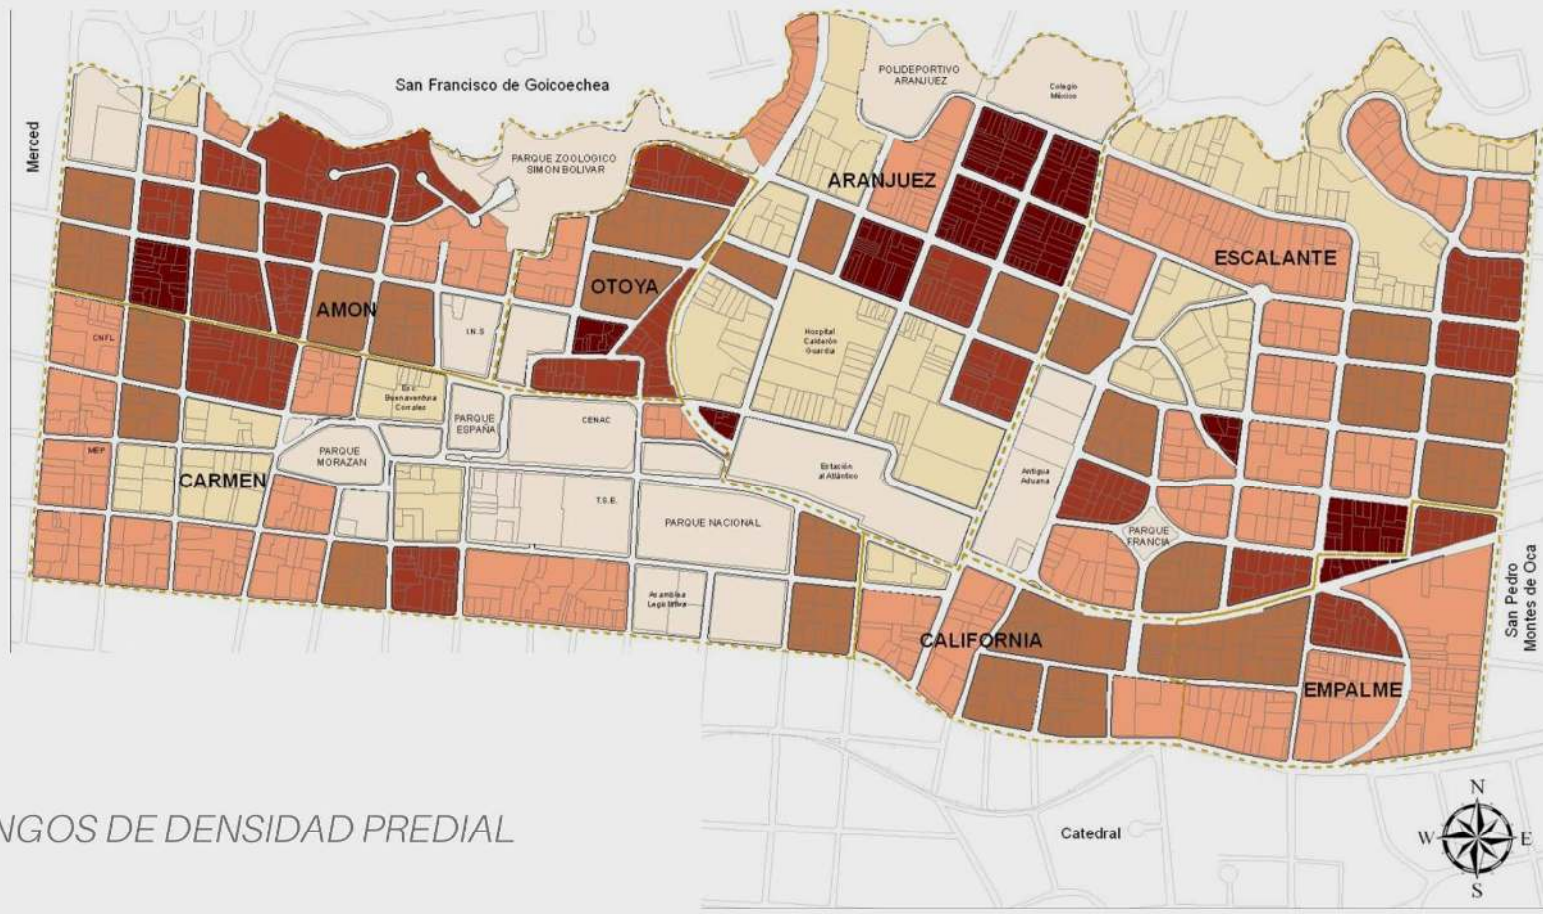 San Francisco de Goicoechea
Merced
PARQUE ZOOLOGICO
SIMON BOLIVAR
POLIDEPORTIVO
ARANJUEZ
Colegio
México
ARANJUEZ
ESCALANTE
OTOYA
AMON
I.N.S
CNFL
Hospital
Calderón
Guardia
Esc.
Buenaventura
Corrales
PARQUE
ESPAÑA
CENAC
PARQUE
MORAZAN
MEP
CARMEN
T.S.E.
Estación
al Atlántico
Antigua
Aduana
PARQUE NACIONAL
PARQUE
FRANCIA
Asamblea
Legislativa
CALIFORNIA
EMPALME
San Pedro
Montes de Oca
NGOS DE DENSIDAD PREDIAL
Catedral
N
W
E
S